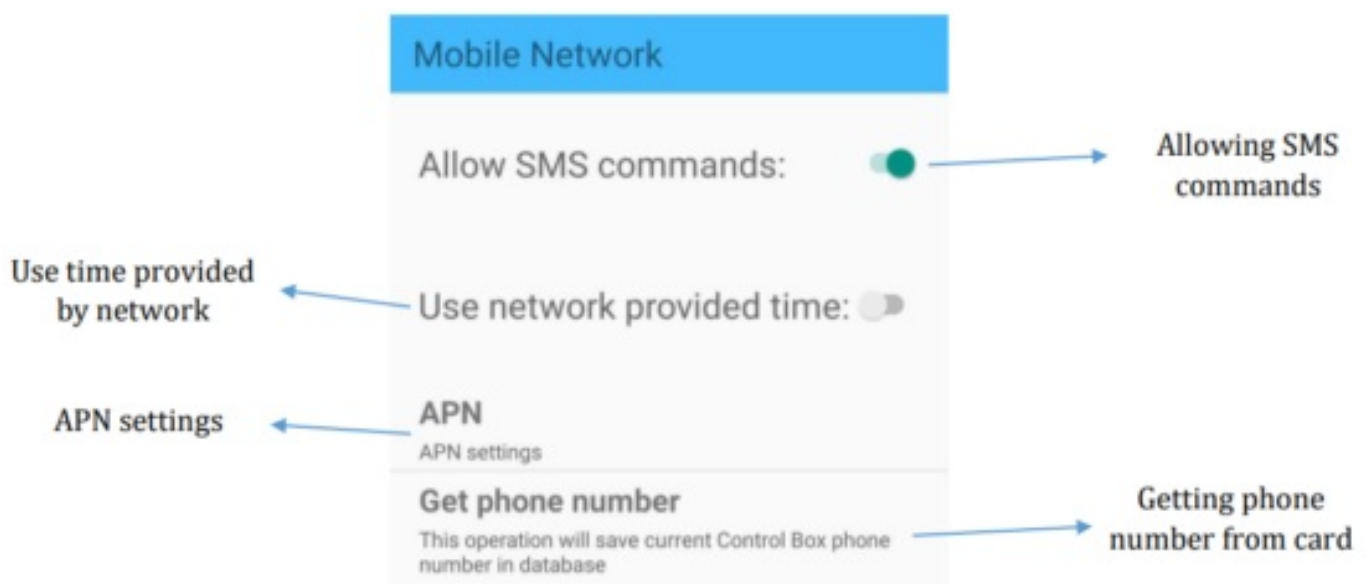 Mobile Network
Allow SMS commands:
Allowing SMS
commands
Use time provided
by network
Use network provided time:
APN settings
APN
APN settings
Get phone number
This operation will save current Control Box phone
number in database
Getting phone
number from card